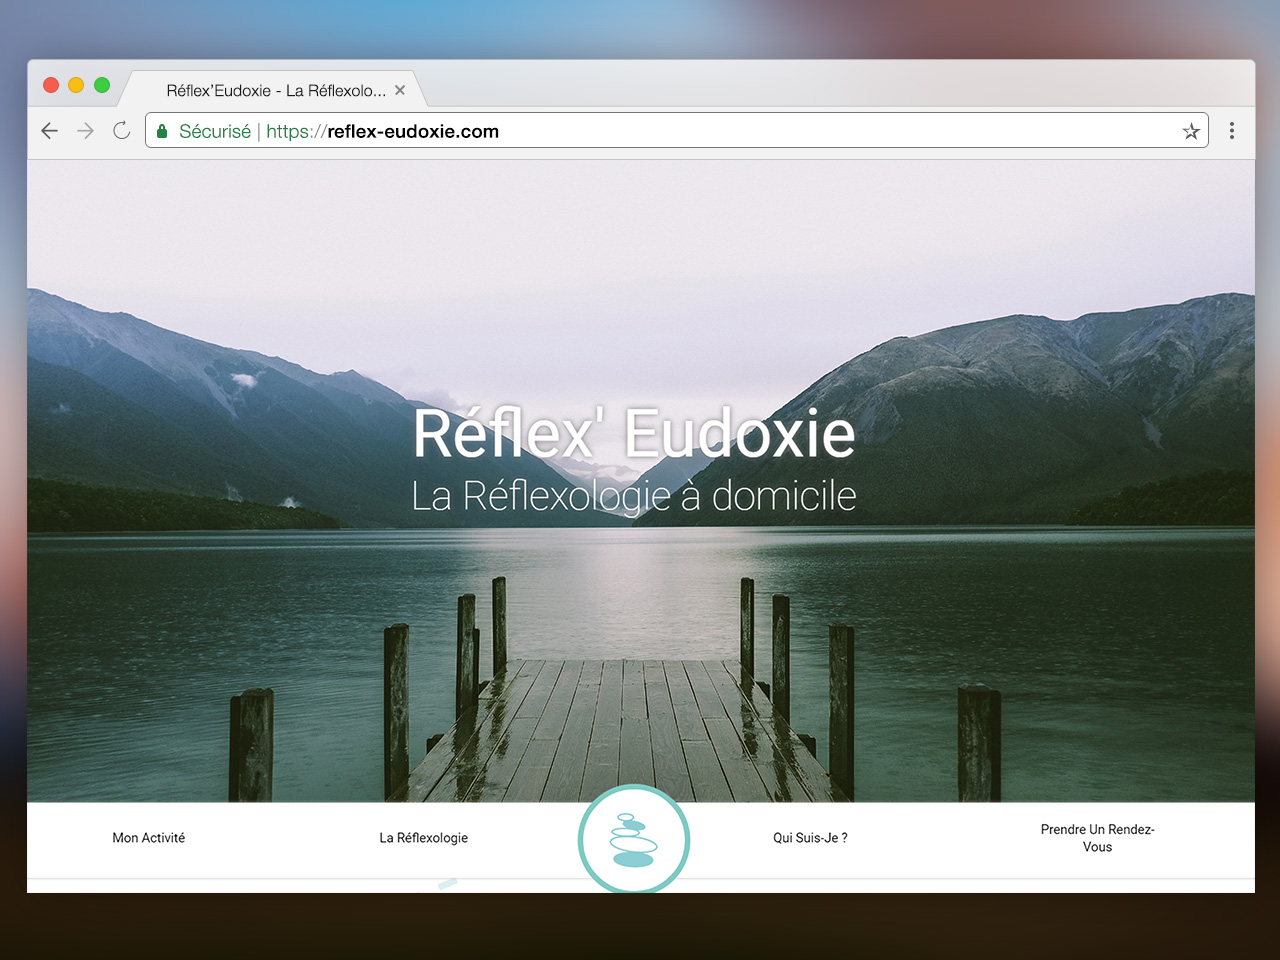 Réflex’Eudoxie - La Réflexolo...
Sécurisé | https://reflex-eudoxie.com
Réflex' Eudoxie
La Réflexologie à domicile
Mon Activité
La Réflexologie
Qui Suis-Je ?
Prendre Un Rendez-
Vous